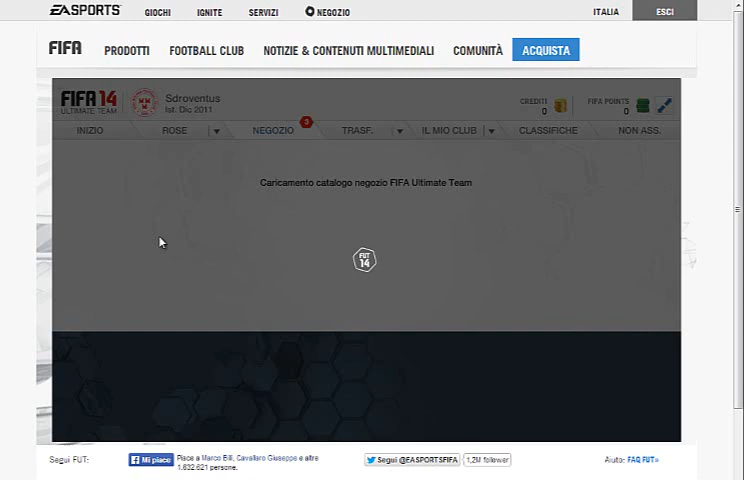 EA SPORTS GIOCHI IGNITE SERVIZI NEGOZIO ITALIA ESCI
FIFA PRODOTTI FOOTBALL CLUB NOTIZIE & CONTENUTI MULTIMEDIALI COMUNITÀ ACQUISTA
FIFA 14
ULTIMATE TEAM
Sdroventus
Ist. Dic 2011
CREDITI
0
FIFA POINTS
0
3
INIZIO ROSE NEGOZIO TRASF. IL MIO CLUB CLASSIFICHE NON ASS.
Caricamento catalogo negozio FIFA Ultimate Team
FUT
14
Segui FUT: Mi piace
Piace a Marco Bill, Cavallaro Giuseppe e altre
1.632.621 persone.
Segui @EASPORTSFIFA 1,2M follower
Aiuto: FAQ FUT»